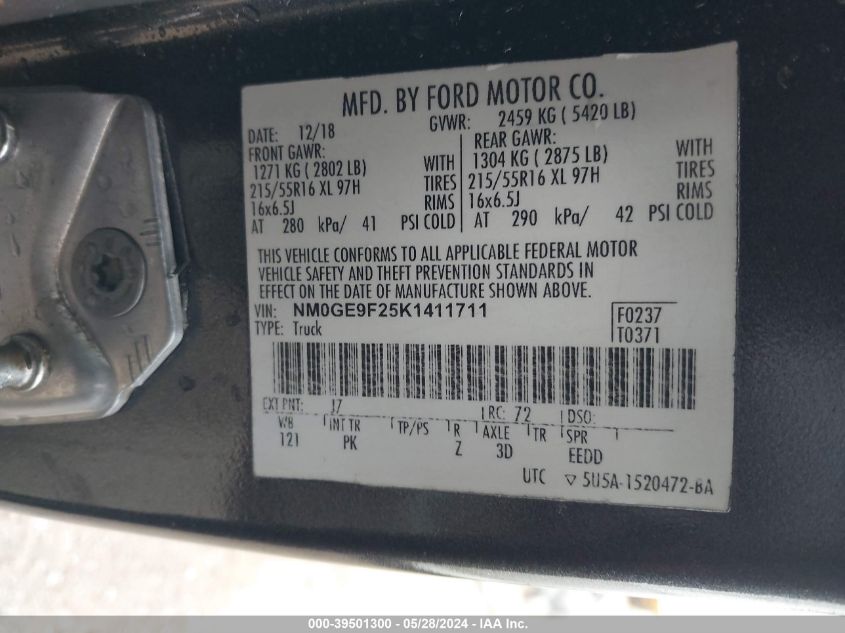 MFD. BY FORD MOTOR CO.
DATE: 12/18 GVWR: 2459 KG ( 5420 LB)
FRONT GAWR: REAR GAWR:
1271 KG ( 2802 LB) WITH 1304 KG ( 2875 LB) WITH
215/55R16 XL 97H TIRES 215/55R16 XL 97H TIRES
16x6.5J RIMS 16x6.5J RIMS
AT 280 kPa/ 41 PSI COLD AT 290 kPa/ 42 PSI COLD
THIS VEHICLE CONFORMS TO ALL APPLICABLE FEDERAL MOTOR
VEHICLE SAFETY AND THEFT PREVENTION STANDARDS IN
EFFECT ON THE DATE OF MANUFACTURE SHOWN ABOVE.
VIN: NM0GE9F25K1411711 F0237
TYPE: Truck T0371
EXT PNT: J7 RC: 72 DSO:
WB INT TR TP/PS R AXLE TR SPR
121 PK Z 3D EEDD
UTC ▽ 5U5A-1520472-BA
000-39501300 - 05/28/2024 - IAAI.com